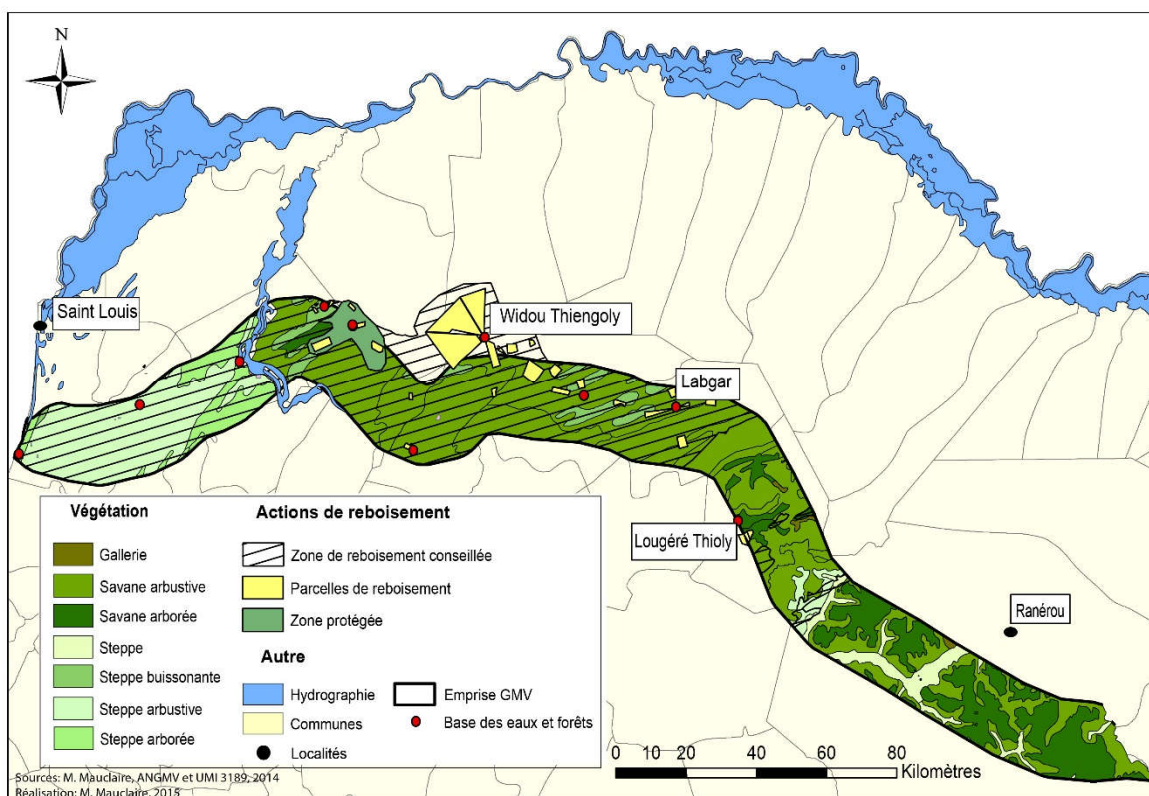 N
Saint Louis
Widou Thiengoly
Labgar
Lougéré Thioly
Ranérou
Végétation
Gallerie
Savane arbustive
Savane arborée
Steppe
Steppe buissonante
Steppe arbustive
Steppe arborée
Actions de reboisement
Zone de reboisement conseillée
Parcelles de reboisement
Zone protégée
Autre
Hydrographie
Communes
Localités
Emprise GMV
Base des eaux et forêts
0 10 20 40 60 80
Kilomètres
Sources: M. Mauclaire, ANGMV et UMI 3189, 2014
Réalisation: M. Mauclaire, 2015